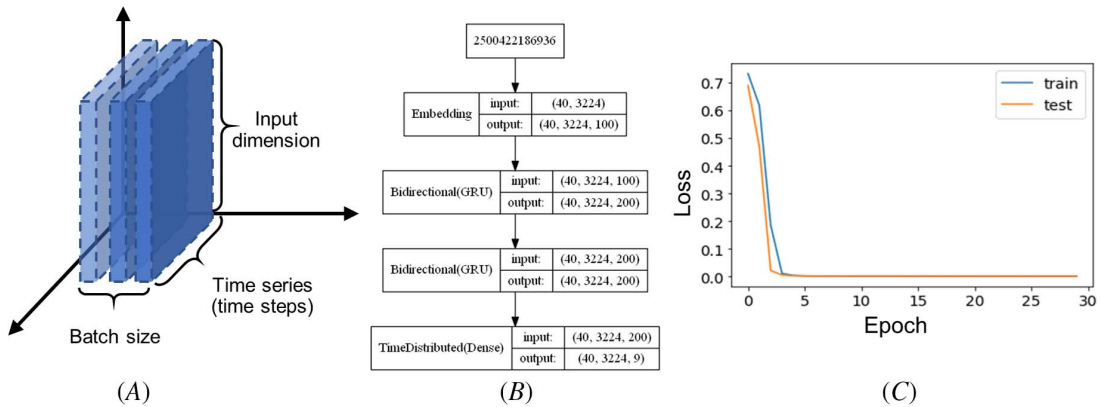 Input
dimension
Time series
(time steps)
Batch size
(A)
2500422186936
Embedding
input:
(40, 3224)
output:
(40, 3224, 100)
Bidirectional(GRU)
input:
(40, 3224, 100)
output:
(40, 3224, 200)
Bidirectional(GRU)
input:
(40, 3224, 200)
output:
(40, 3224, 200)
TimeDistributed(Dense)
input:
(40, 3224, 200)
output:
(40, 3224, 9)
(B)
train
test
0.7
0.6
0.5
0.4
0.3
0.2
0.1
0.0
Loss
0 5 10 15 20 25 30
Epoch
(C)